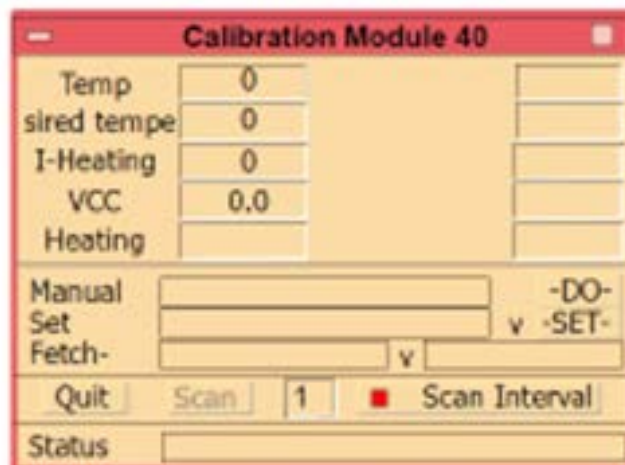 Calibration Module 40
Temp 0
sired tempe 0
I-Heating 0
VCC 0.0
Heating
Manual -DO-
Set v -SET-
Fetch- v
Quit Scan 1 Scan Interval
Status